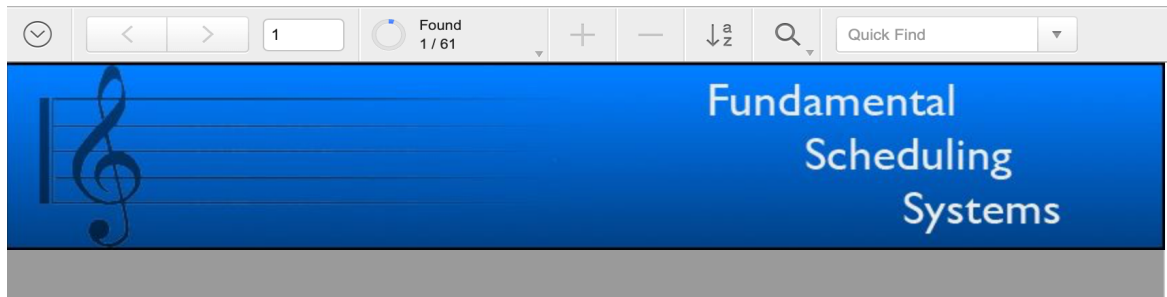 1
Found
1 / 61
a
z
Quick Find
Fundamental
Scheduling
Systems